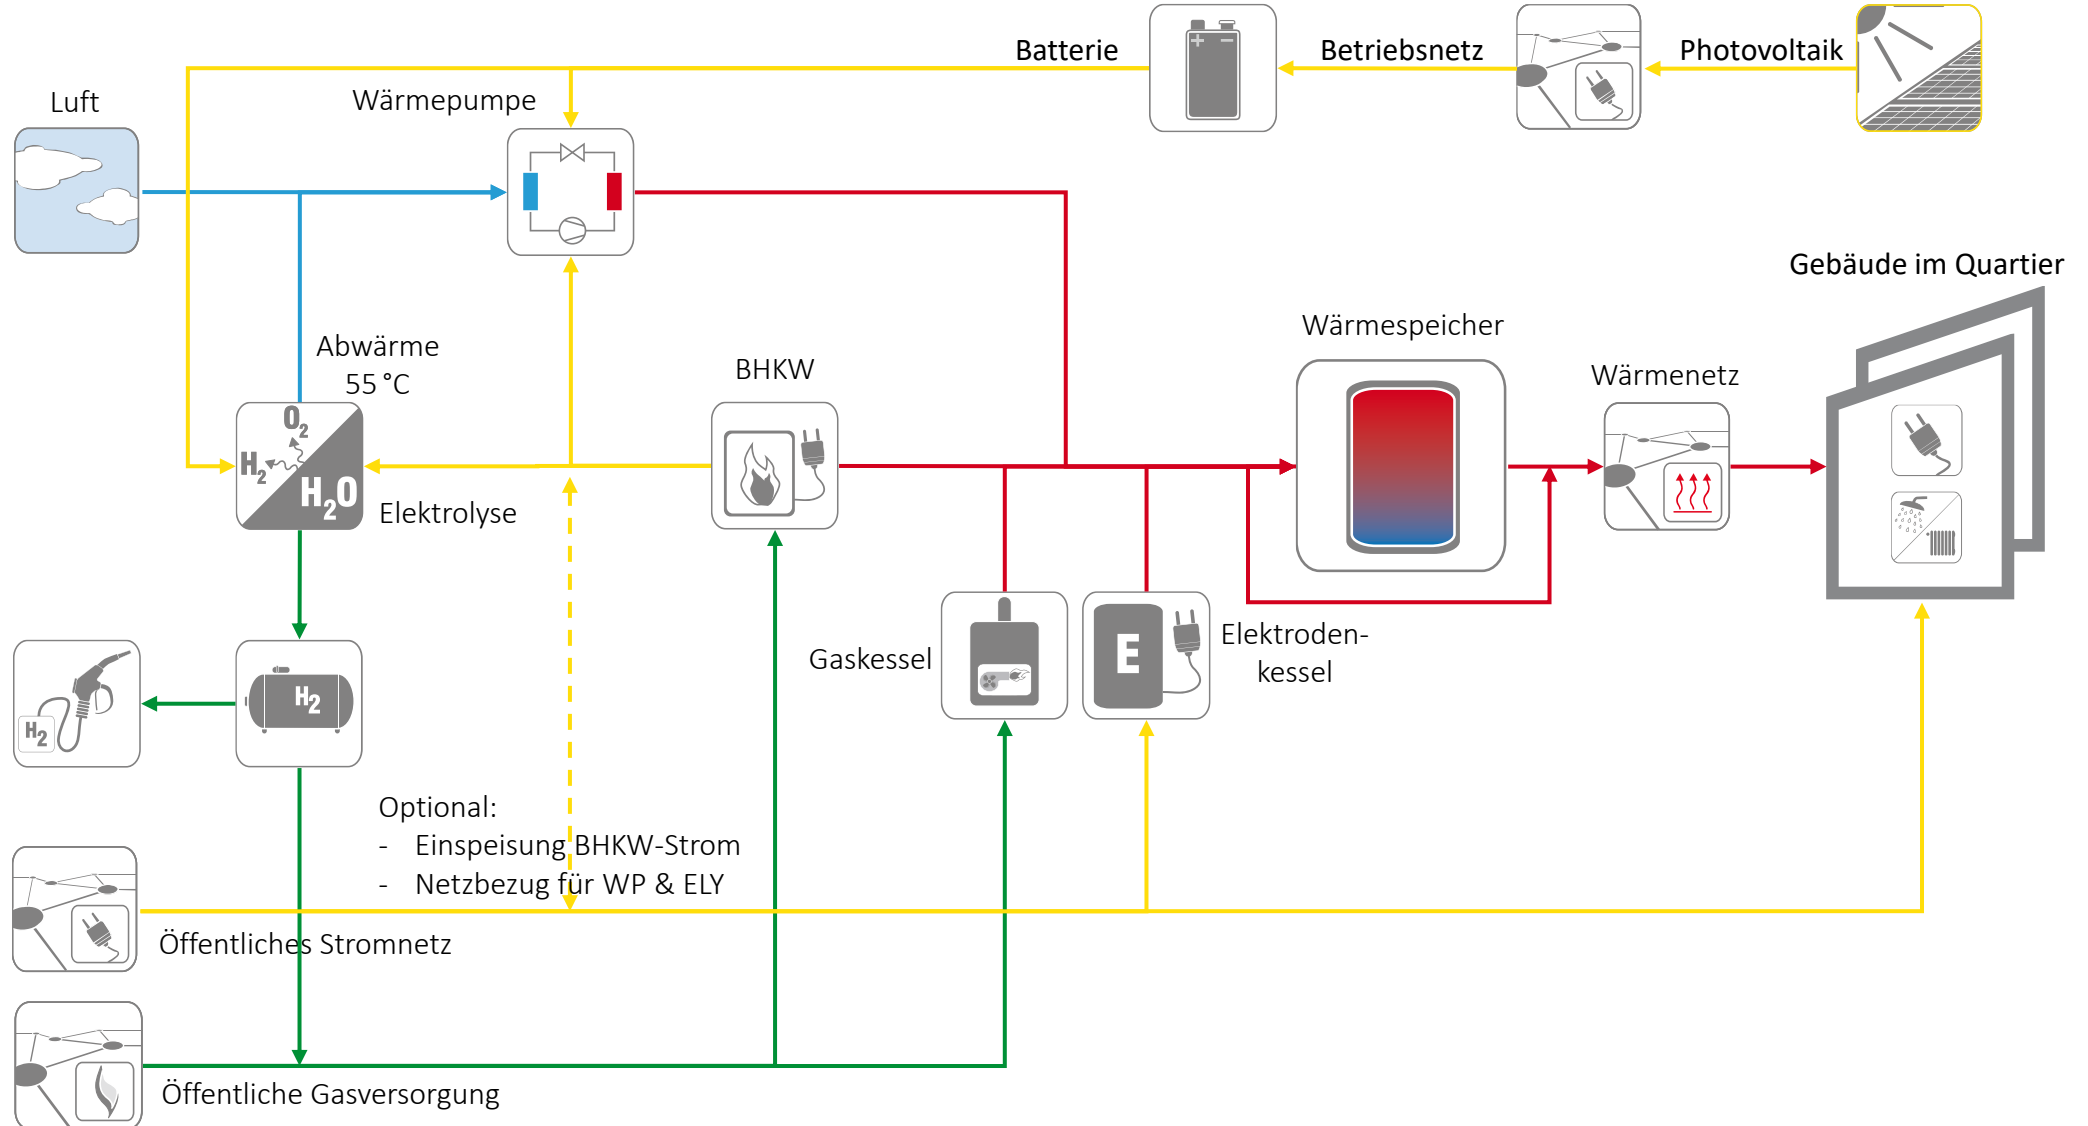 Batterie
Betriebsnetz
Photovoltaik
Luft
Wärmepumpe
+ −
Gebäude im Quartier
Wärmespeicher
Abwärme
55 °C
BHKW
Wärmenetz
O2
H2
H2O
Elektrolyse
Gaskessel
E
Elektroden-
kessel
H2
H2
Optional:
- Einspeisung BHKW-Strom
- Netzbezug für WP & ELY
Öffentliches Stromnetz
Öffentliche Gasversorgung